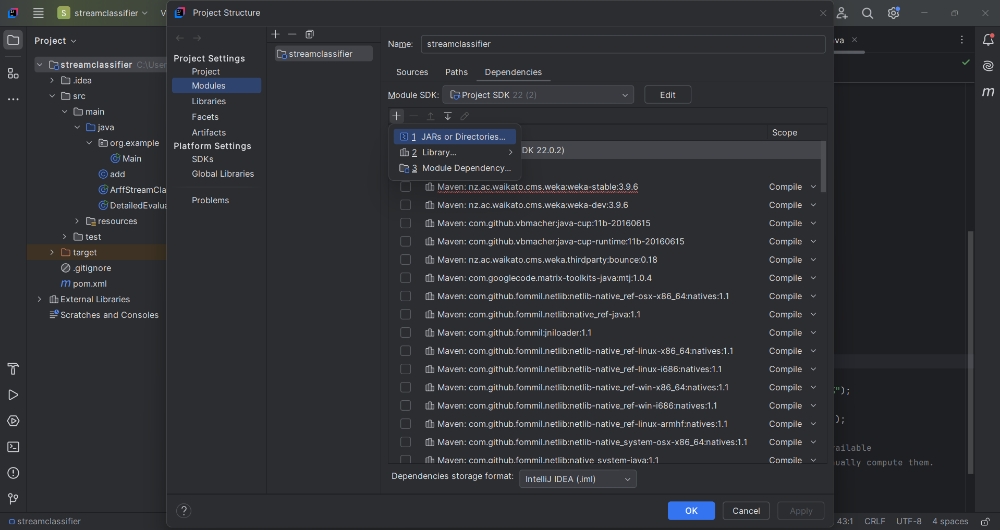 S streamclassifier
V
Project Structure
Project
streamclassifier C:\User
.idea
src
main
java
org.example
Main
add
ArffStreamCla
DetailedEvalua
resources
test
target
.gitignore
m pom.xml
External Libraries
Scratches and Consoles
Project Settings
Project
Modules
Libraries
Facets
Artifacts
Platform Settings
SDKs
Global Libraries
Problems
streamclassifier
Name: streamclassifier
Sources Paths Dependencies
Module SDK: Project SDK 22 (2) Edit
1 JARs or Directories...
2 Library...
3 Module Dependency...
Scope
DK 22.0.2)
Maven: nz.ac.waikato.cms.weka:weka-stable:3.9.6 Compile
Maven: nz.ac.waikato.cms.weka:weka-dev:3.9.6 Compile
Maven: com.github.vbmacher:java-cup:11b-20160615 Compile
Maven: com.github.vbmacher:java-cup-runtime:11b-20160615 Compile
Maven: nz.ac.waikato.cms.weka.thirdparty:bounce:0.18 Compile
Maven: com.googlecode.matrix-toolkits-java:mtj:1.0.4 Compile
Maven: com.github.fommil.netlib:netlib-native_ref-osx-x86_64:natives:1.1 Compile
Maven: com.github.fommil.netlib:native_ref-java:1.1 Compile
Maven: com.github.fommil:jniloader:1.1 Compile
Maven: com.github.fommil.netlib:netlib-native_ref-linux-x86_64:natives:1.1 Compile
Maven: com.github.fommil.netlib:netlib-native_ref-linux-i686:natives:1.1 Compile
Maven: com.github.fommil.netlib:netlib-native_ref-win-x86_64:natives:1.1 Compile
Maven: com.github.fommil.netlib:netlib-native_ref-win-i686:natives:1.1 Compile
Maven: com.github.fommil.netlib:netlib-native_ref-linux-armhf:natives:1.1 Compile
Maven: com.github.fommil.netlib:netlib-native_system-osx-x86_64:natives:1.1 Compile
Maven: com.github.fommil.netlib:native_system-java:1.1 Compile
Dependencies storage format: IntelliJ IDEA (.iml)
? OK Cancel Apply
va
m
");
);
ailable
ually compute them.
streamclassifier
43:1 CRLF UTF-8 4 spaces